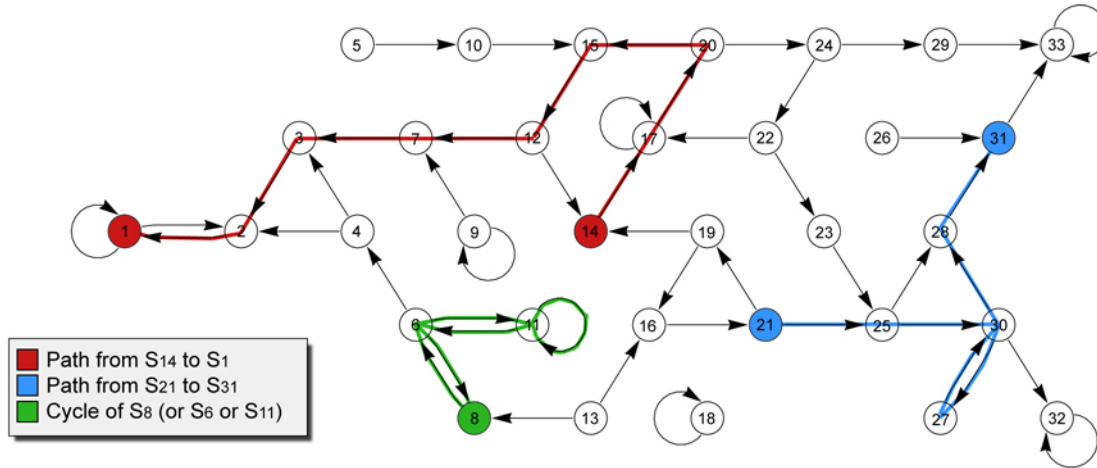 5 10 15 20 24 29 33
3 7 12 17 22 26 31
1 2 4 9 14 19 23 28
6 11 16 21 25 30
8 13 18 27 32
Path from S14 to S1
Path from S21 to S31
Cycle of S8 (or S6 or S11)